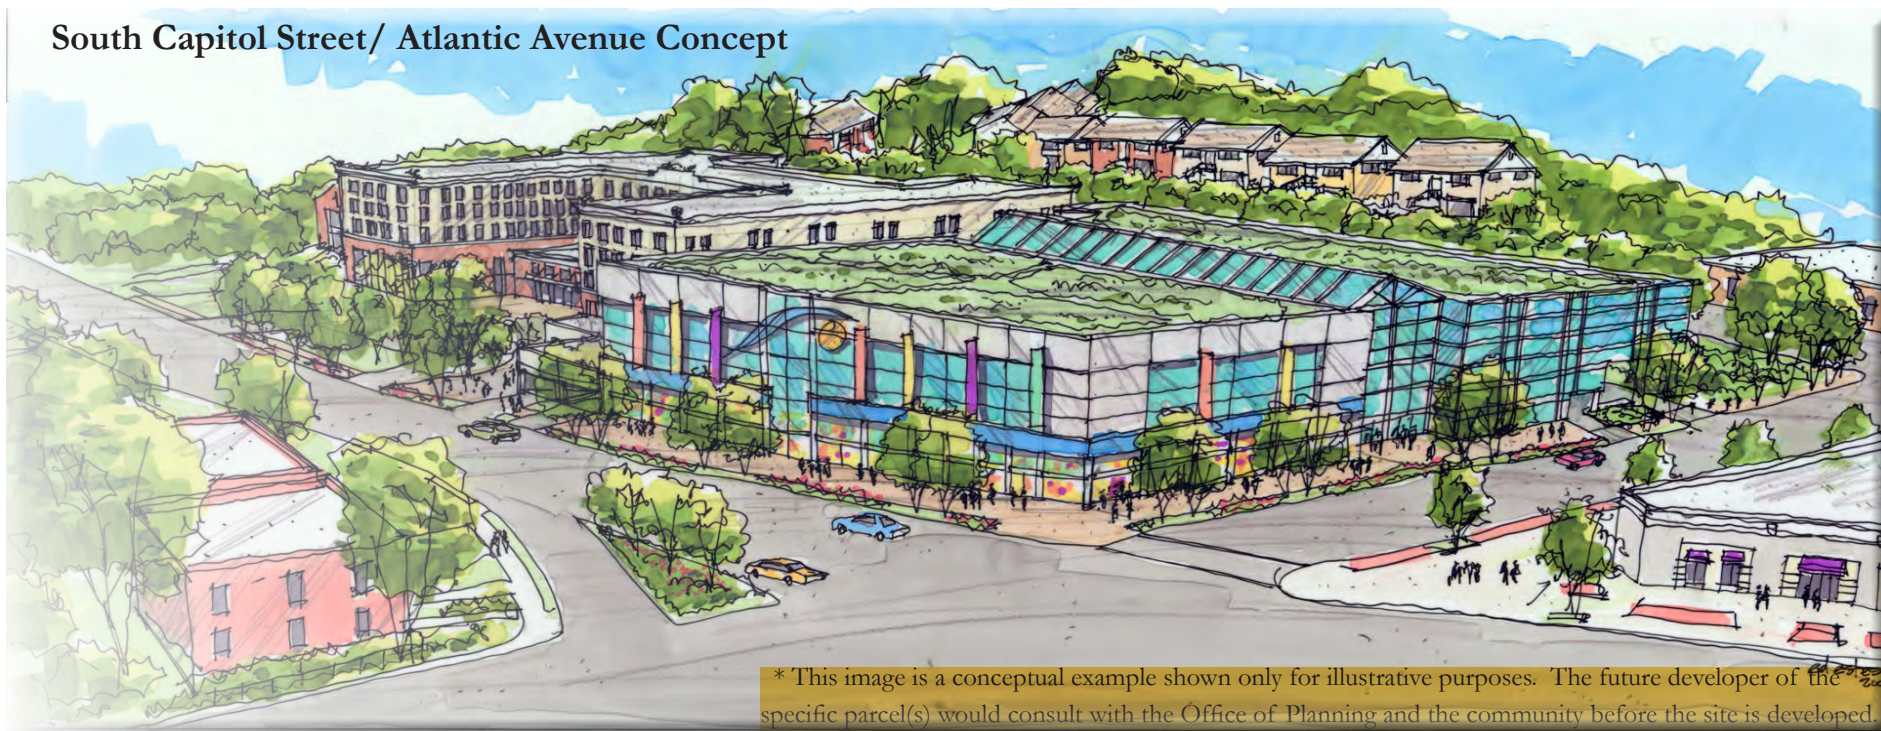 South Capitol Street/ Atlantic Avenue Concept
* This image is a conceptual example shown only for illustrative purposes. The future developer of the
specific parcel(s) would consult with the Office of Planning and the community before the site is developed.